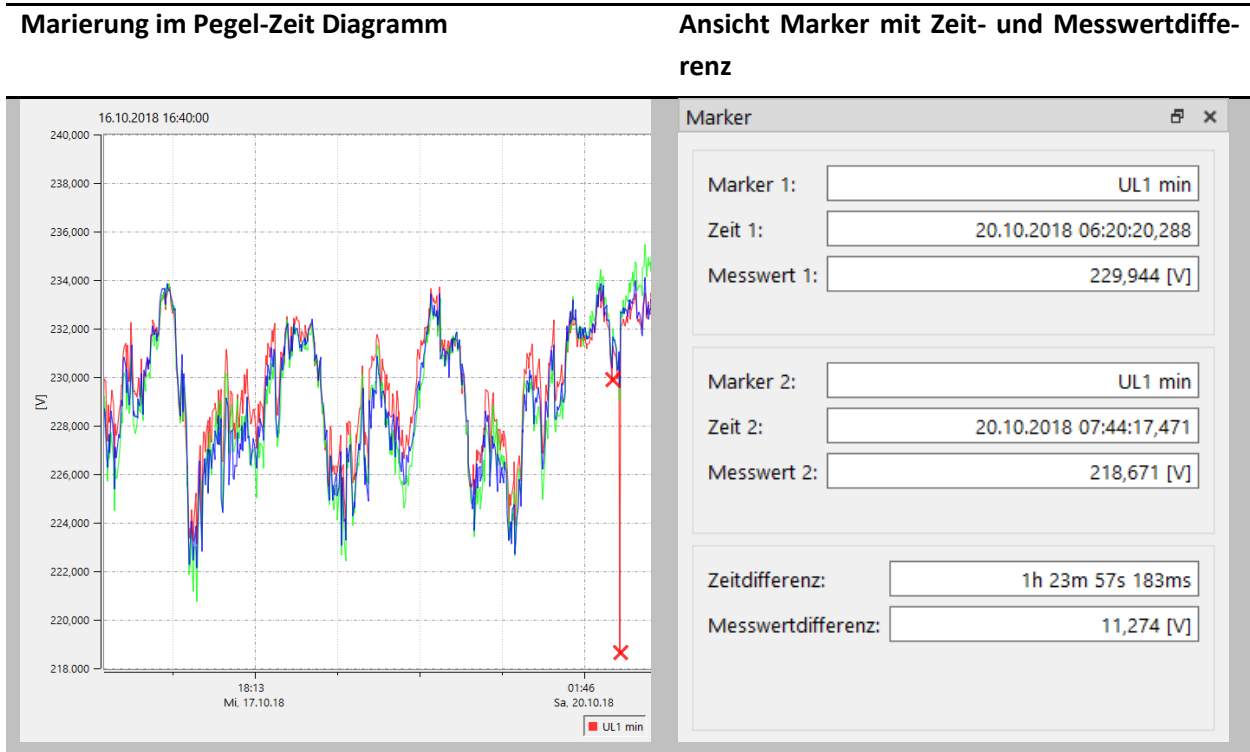 Marierung im Pegel-Zeit Diagramm
Ansicht Marker mit Zeit- und Messwertdiffe-
renz
16.10.2018 16:40:00
240,000
238,000
236,000
234,000
232,000
230,000
228,000
226,000
224,000
222,000
220,000
218.000
[V]
18:13
Mi. 17.10.18
01:46
Sa. 20.10.18
UL1 min
Marker
Marker 1: UL1 min
Zeit 1: 20.10.2018 06:20:20,288
Messwert 1: 229,944 [V]
Marker 2: UL1 min
Zeit 2: 20.10.2018 07:44:17,471
Messwert 2: 218,671 [V]
Zeitdifferenz: 1h 23m 57s 183ms
Messwertdifferenz: 11,274 [V]